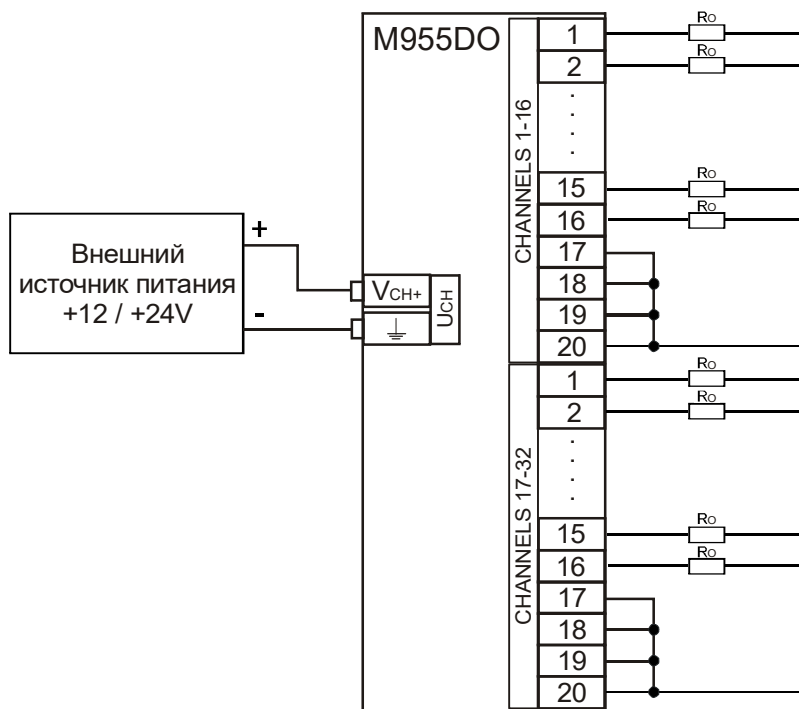 M955DO
CHANNELS 1-16
1
2
15
16
17
18
19
20
Ro
Ro
Ro
Ro
Внешний
источник питания
+12 / +24V
+
-
VCH+
UCH
CHANNELS 17-32
1
2
15
16
17
18
19
20
Ro
Ro
Ro
Ro